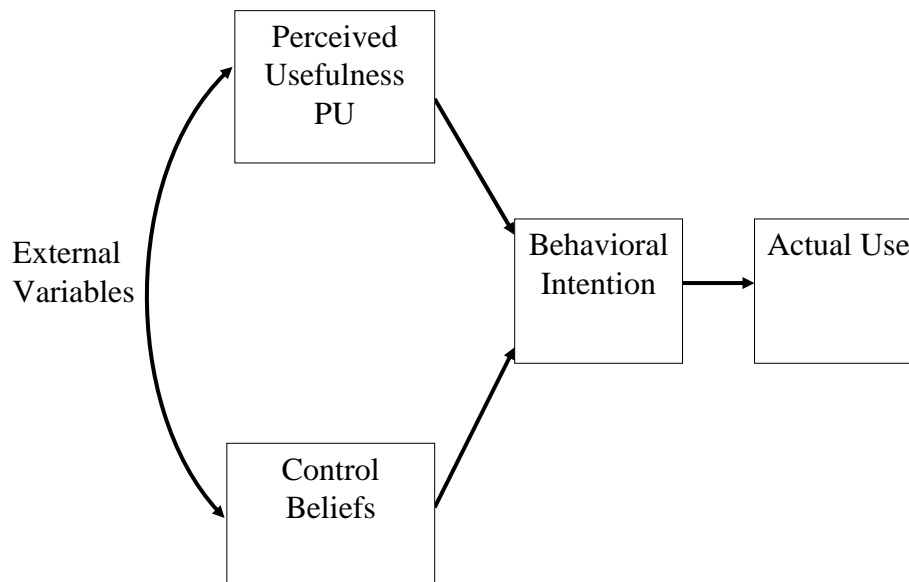 Perceived
Usefulness
PU
External
Variables
Behavioral
Intention
Actual Use
Control
Beliefs